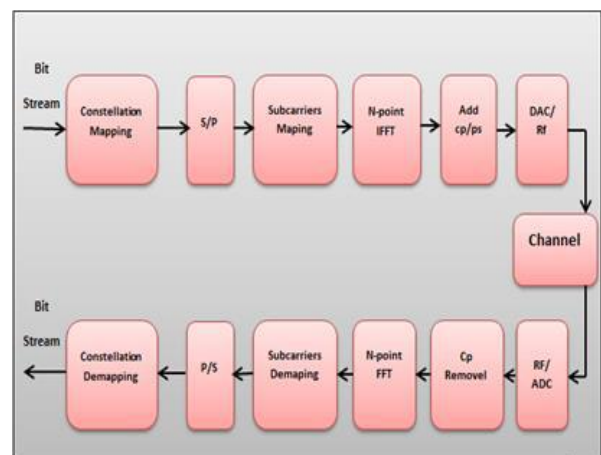 Bit
Stream
Constellation
Mapping
S/P
Subcarriers
Maping
N-point
IFFT
Add
cp/ps
DAC/
Rf
Channel
Bit
Stream
Constellation
Demapping
P/S
Subcarriers
Demaping
N-point
FFT
Cp
Removel
RF/
ADC